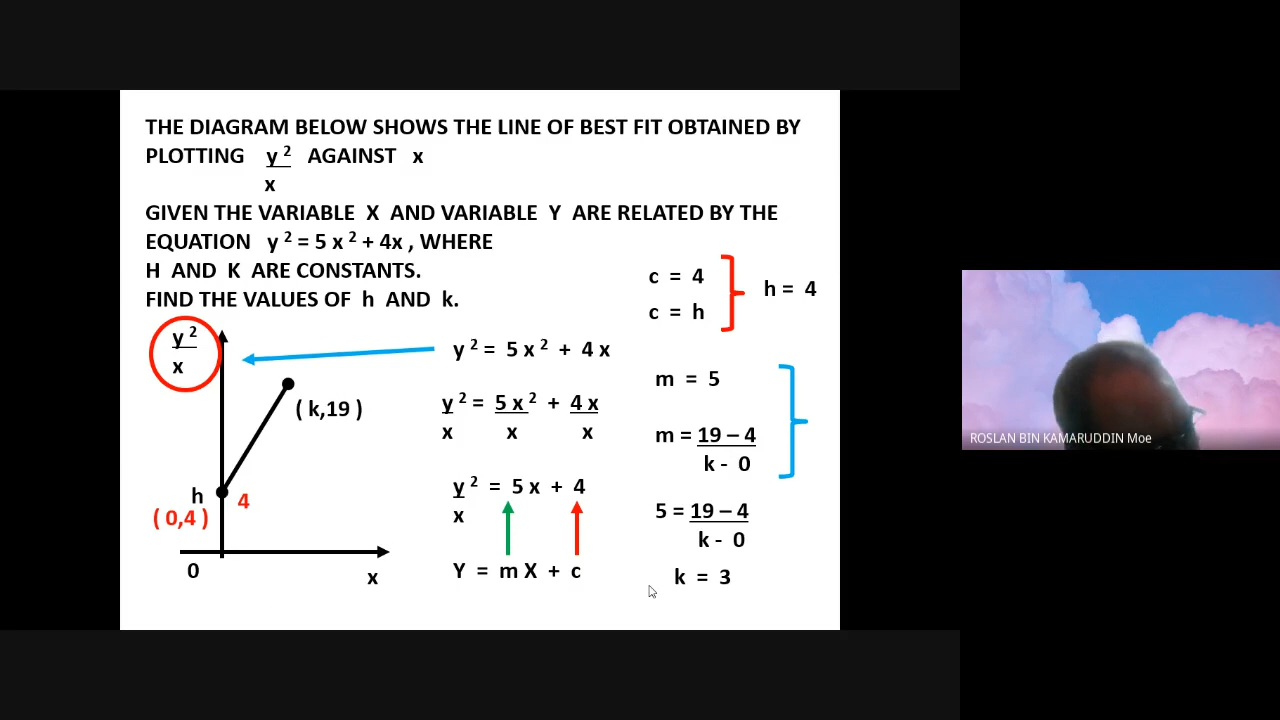 THE DIAGRAM BELOW SHOWS THE LINE OF BEST FIT OBTAINED BY
PLOTTING y 2 AGAINST x
x
GIVEN THE VARIABLE X AND VARIABLE Y ARE RELATED BY THE
EQUATION y 2 = 5 x 2 + 4x , WHERE
H AND K ARE CONSTANTS.
FIND THE VALUES OF h AND k.
y 2
x
( k,19 )
h
4
( 0,4 )
0
x
y 2 = 5 x 2 + 4 x
y 2 = 5 x 2 + 4 x
x x x
y 2 = 5 x + 4
x
Y = m X + c
c = 4
c = h
h = 4
m = 5
m = 19 – 4
k - 0
5 = 19 – 4
k - 0
k = 3
ROSLAN BIN KAMARUDDIN Moe